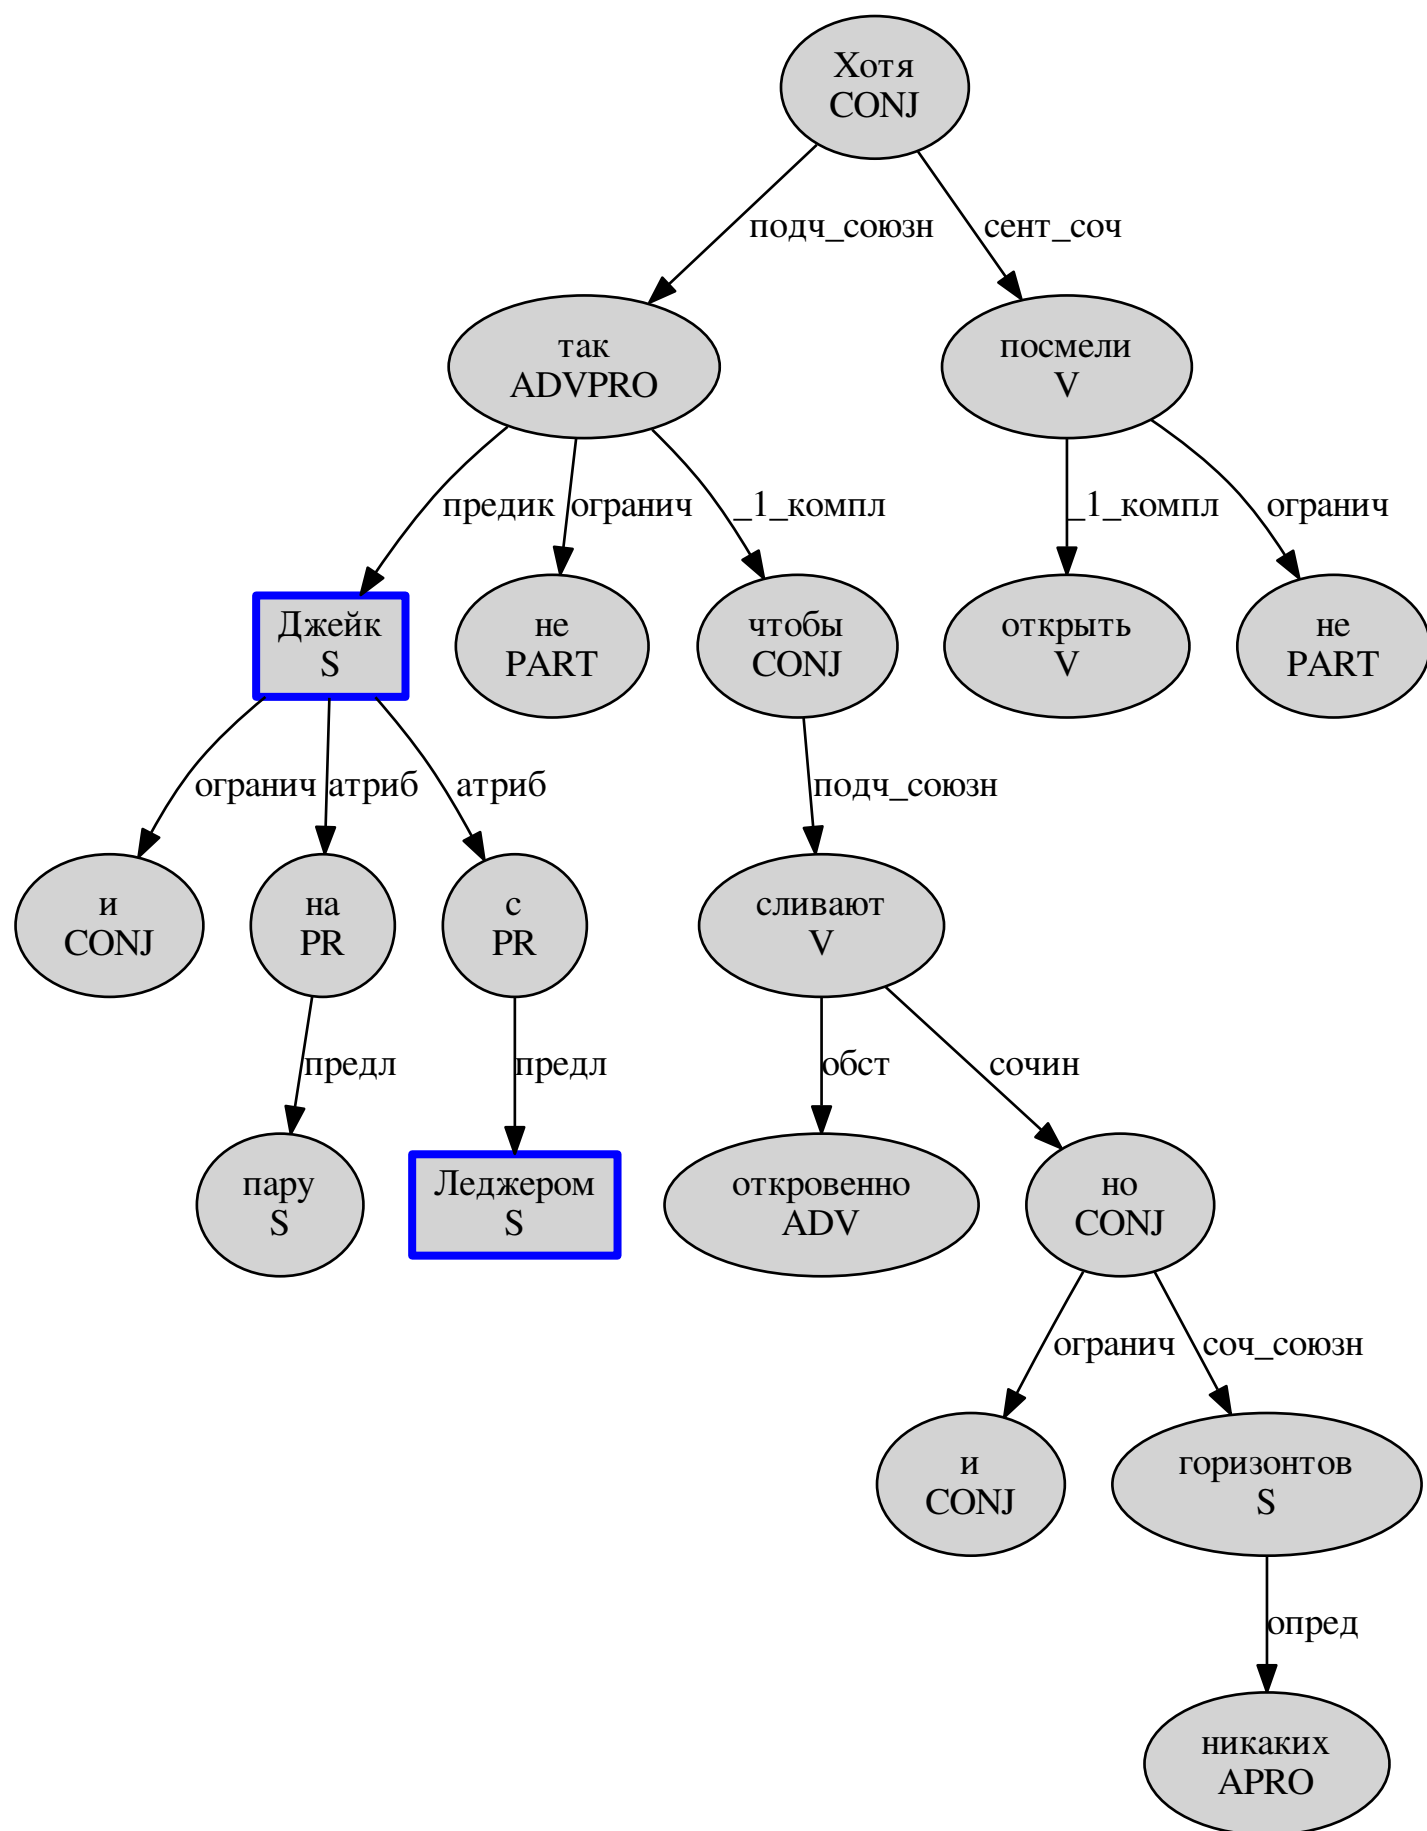 Хотя
CONJ
подч_союзн
сент_соч
так
ADVPRO
посмели
V
предик
огранич
_1_компл
_1_компл
огранич
Джейк
S
не
PART
чтобы
CONJ
открыть
V
не
PART
огранич
атриб
атриб
подч_союзн
и
CONJ
на
PR
с
PR
сливают
V
предл
предл
обст
сочин
пару
S
Леджером
S
откровенно
ADV
но
CONJ
огранич
соч_союзн
и
CONJ
горизонтов
S
опред
никаких
APRO